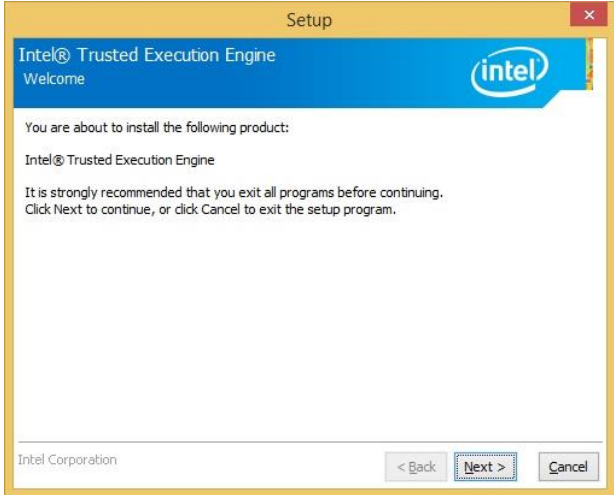 Setup
Intel® Trusted Execution Engine
Welcome
intel
You are about to install the following product:
Intel® Trusted Execution Engine
It is strongly recommended that you exit all programs before continuing.
Click Next to continue, or click Cancel to exit the setup program.
Intel Corporation
< Back Next > Cancel